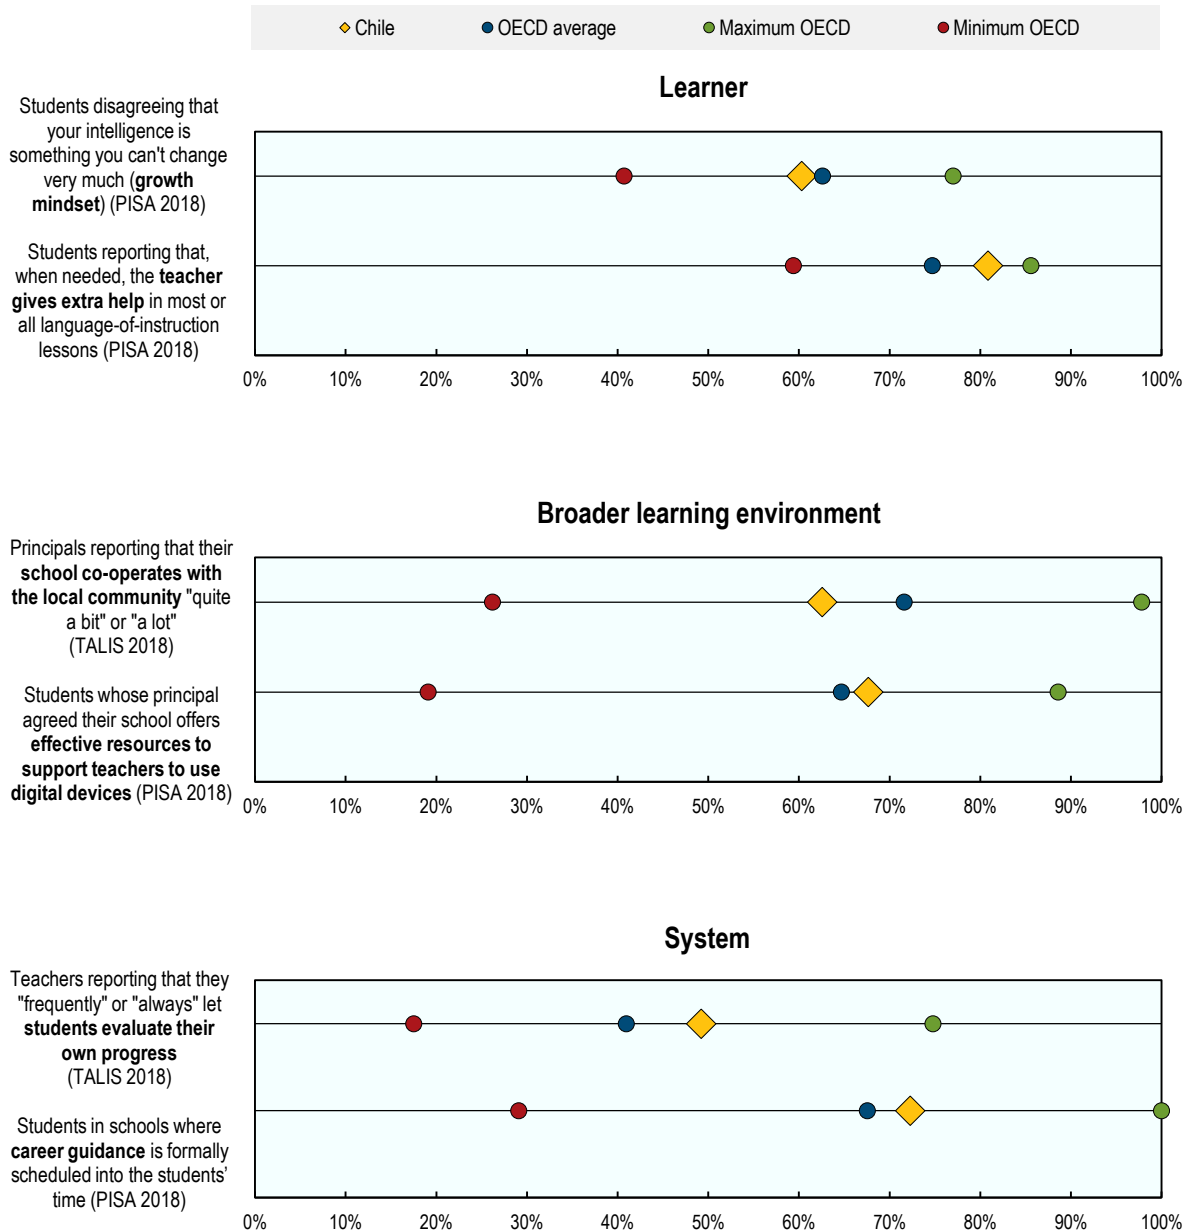 Chile
OECD average
Maximum OECD
Minimum OECD
Learner
Students disagreeing that
your intelligence is
something you can't change
very much (growth
mindset) (PISA 2018)
Students reporting that,
when needed, the teacher
gives extra help in most or
all language-of-instruction
lessons (PISA 2018)
0% 10% 20% 30% 40% 50% 60% 70% 80% 90% 100%
Broader learning environment
Principals reporting that their
school co-operates with
the local community "quite
a bit" or "a lot"
(TALIS 2018)
Students whose principal
agreed their school offers
effective resources to
support teachers to use
digital devices (PISA 2018)
0% 10% 20% 30% 40% 50% 60% 70% 80% 90% 100%
System
Teachers reporting that they
"frequently" or "always" let
students evaluate their
own progress
(TALIS 2018)
Students in schools where
career guidance is formally
scheduled into the students’
time (PISA 2018)
0% 10% 20% 30% 40% 50% 60% 70% 80% 90% 100%